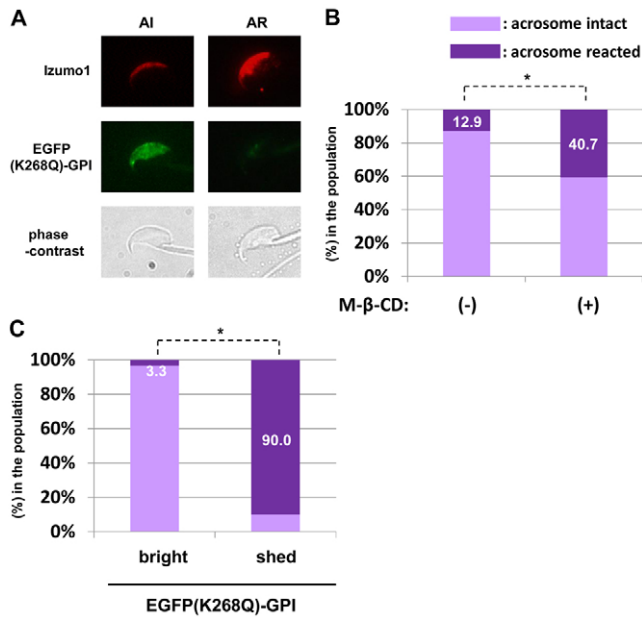 A
AI
AR
Izumo1
EGFP
(K268Q)-GPI
phase
-contrast
B
: acrosome intact
: acrosome reacted
*
(%) in the population
100%
80%
60%
40%
20%
0%
12.9
40.7
M-β-CD:
(-)
(+)
C
*
(%) in the population
100%
80%
60%
40%
20%
0%
3.3
90.0
bright
shed
EGFP(K268Q)-GPI